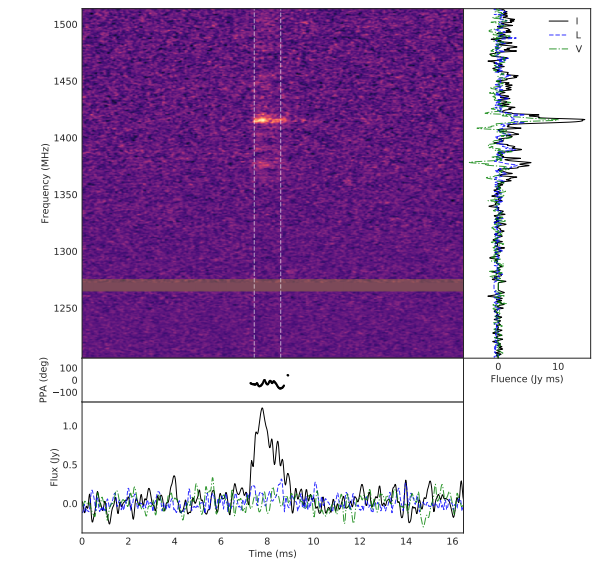 1500
1450
1400
1350
1300
1250
Frequency (MHz)
I
L
V
0 10
Fluence (Jy ms)
100
0
−100
PPA (deg)
1.0
0.5
0.0
Flux (Jy)
0 2 4 6 8 10 12 14 16
Time (ms)